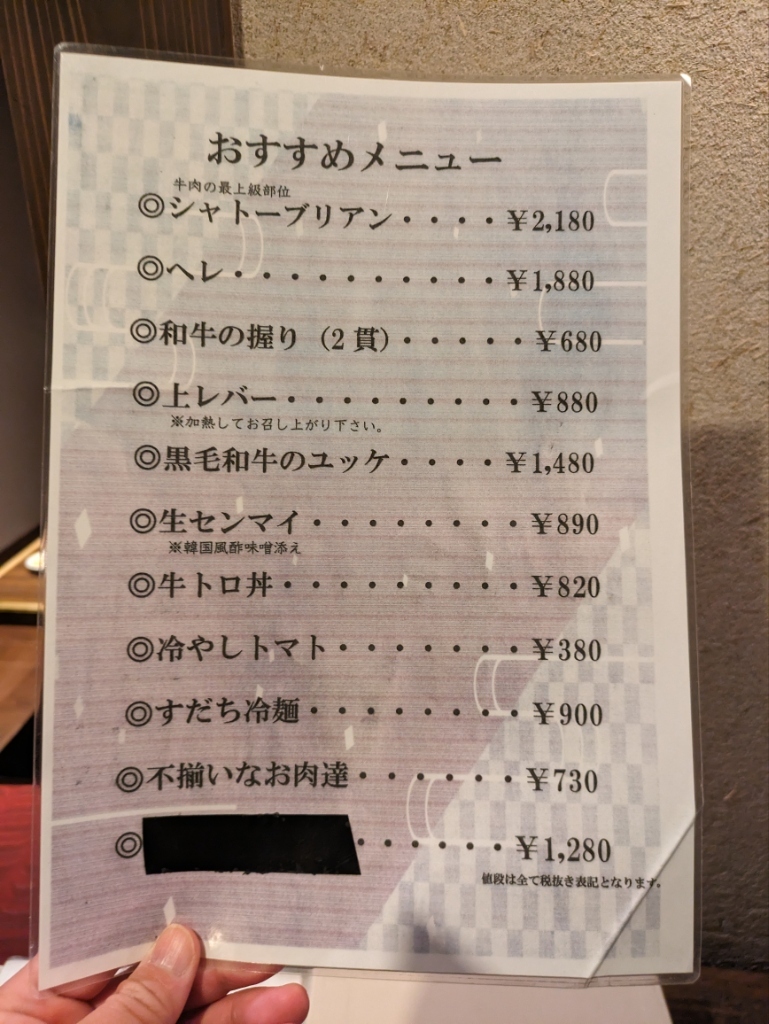 おすすめメニュー
牛肉の最上級部位
◎シャトーブリアン・・・・￥2,180
◎ヘレ・・・・・・・・・・￥1,880
◎和牛の握り（2貫）・・・・・￥680
◎上レバー・・・・・・・・・￥880
※加熱してお召し上がり下さい。
◎黒毛和牛のユッケ・・・・￥1,480
◎生センマイ・・・・・・・・￥890
※韓国風酢味噌添え
◎牛トロ丼・・・・・・・・・￥820
◎冷やしトマト・・・・・・・￥380
◎すだち冷麺・・・・・・・・￥900
◎不揃いなお肉達・・・・・・￥730
◎・・・・・・￥1,280
値段は全て税抜き表記となります。